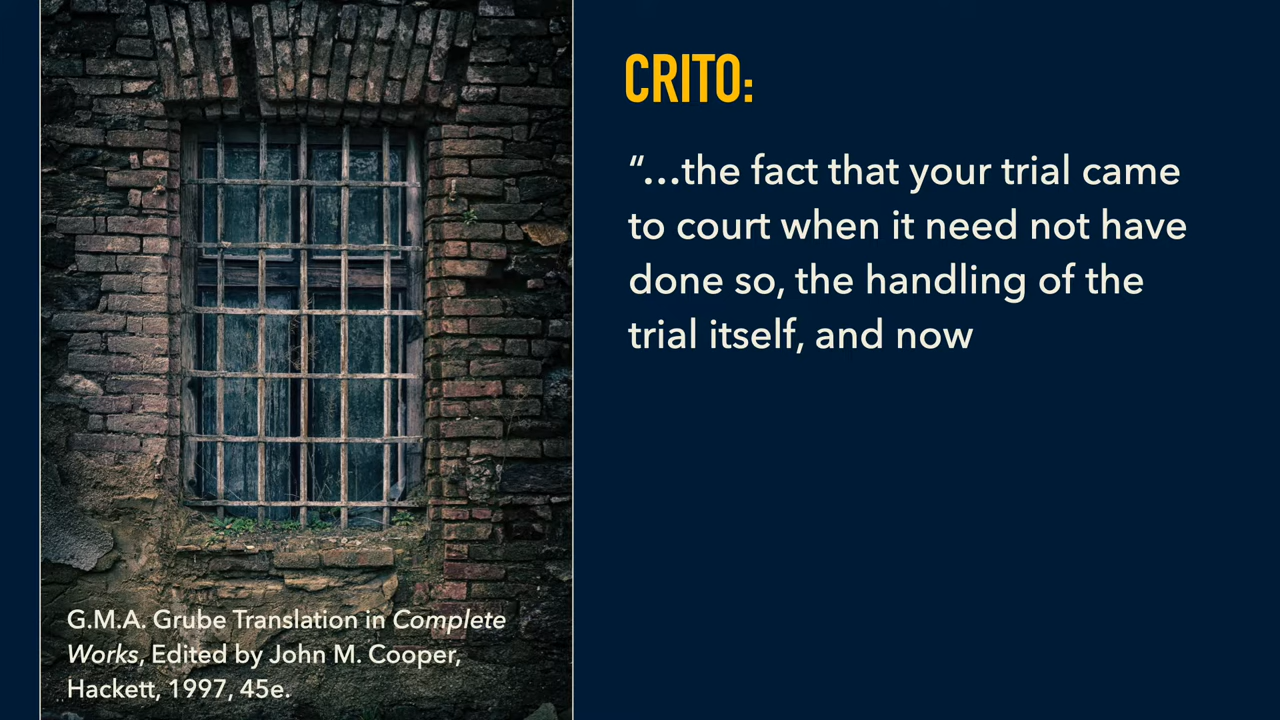 CRITO:
“…the fact that your trial came
to court when it need not have
done so, the handling of the
trial itself, and now
G.M.A. Grube Translation in Complete
Works, Edited by John M. Cooper,
Hackett, 1997, 45e.